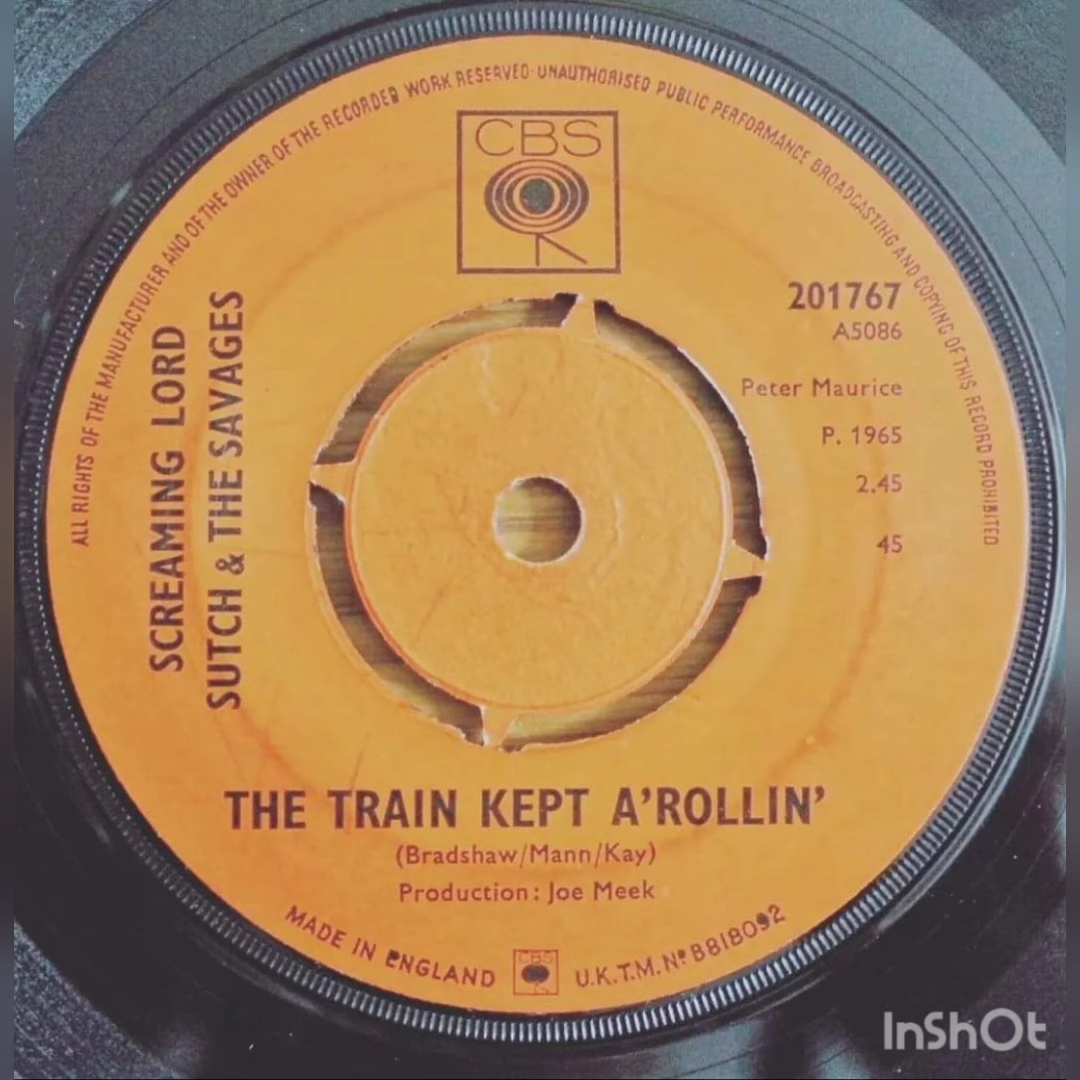 ALL RIGHTS OF THE MANUFACTURER AND OF THE OWNER OF THE RECORDED WORK RESERVED·UNAUTHORISED PUBLIC PERFORMANCE BROADCASTING AND COPYING OF THIS RECORD PROHIBITED
CBS
201767
A5086
Peter Maurice
P. 1965
2.45
45
SCREAMING LORD
SUTCH & THE SAVAGES
THE TRAIN KEPT A'ROLLIN'
(Bradshaw/Mann/Kay)
Production: Joe Meek
MADE IN ENGLAND
CBS
U.K.T.M. Nº B818092
InShOt